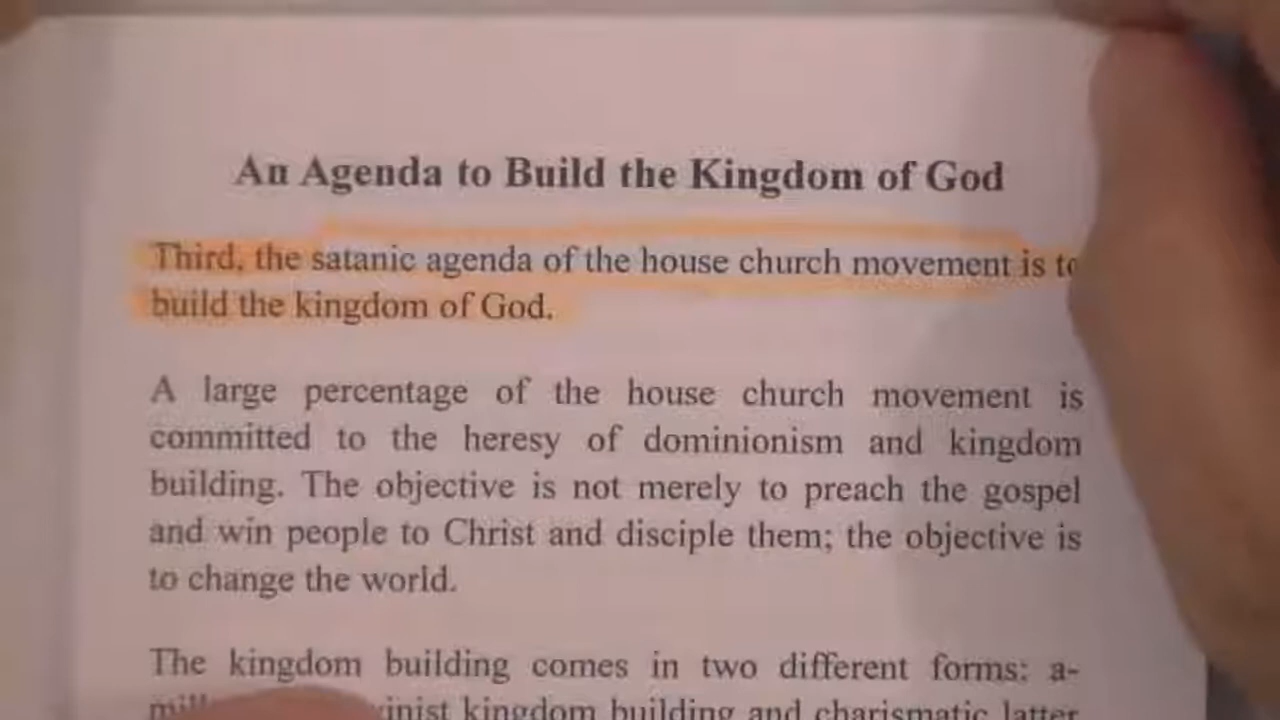 An Agenda to Build the Kingdom of God
Third, the satanic agenda of the house church movement is to
build the kingdom of God.
A large percentage of the house church movement is
committed to the heresy of dominionism and kingdom
building. The objective is not merely to preach the gospel
and win people to Christ and disciple them; the objective is
to change the world.
The kingdom building comes in two different forms: a-
kingdom building and charismatic latter